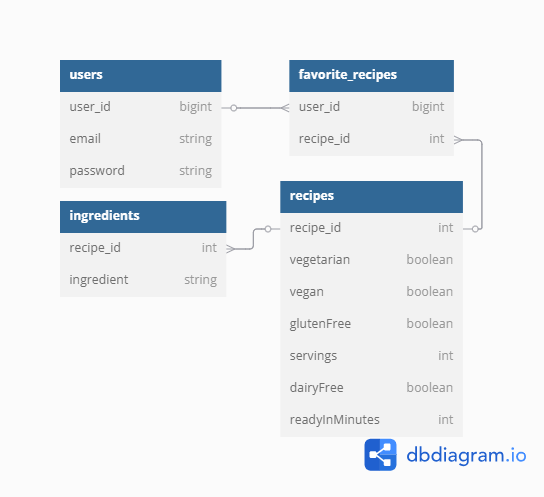 users
user_id bigint
email string
password string
favorite_recipes
user_id bigint
recipe_id int
ingredients
recipe_id int
ingredient string
recipes
recipe_id int
vegetarian boolean
vegan boolean
glutenFree boolean
servings int
dairyFree boolean
readyInMinutes int
dbdiagram.io